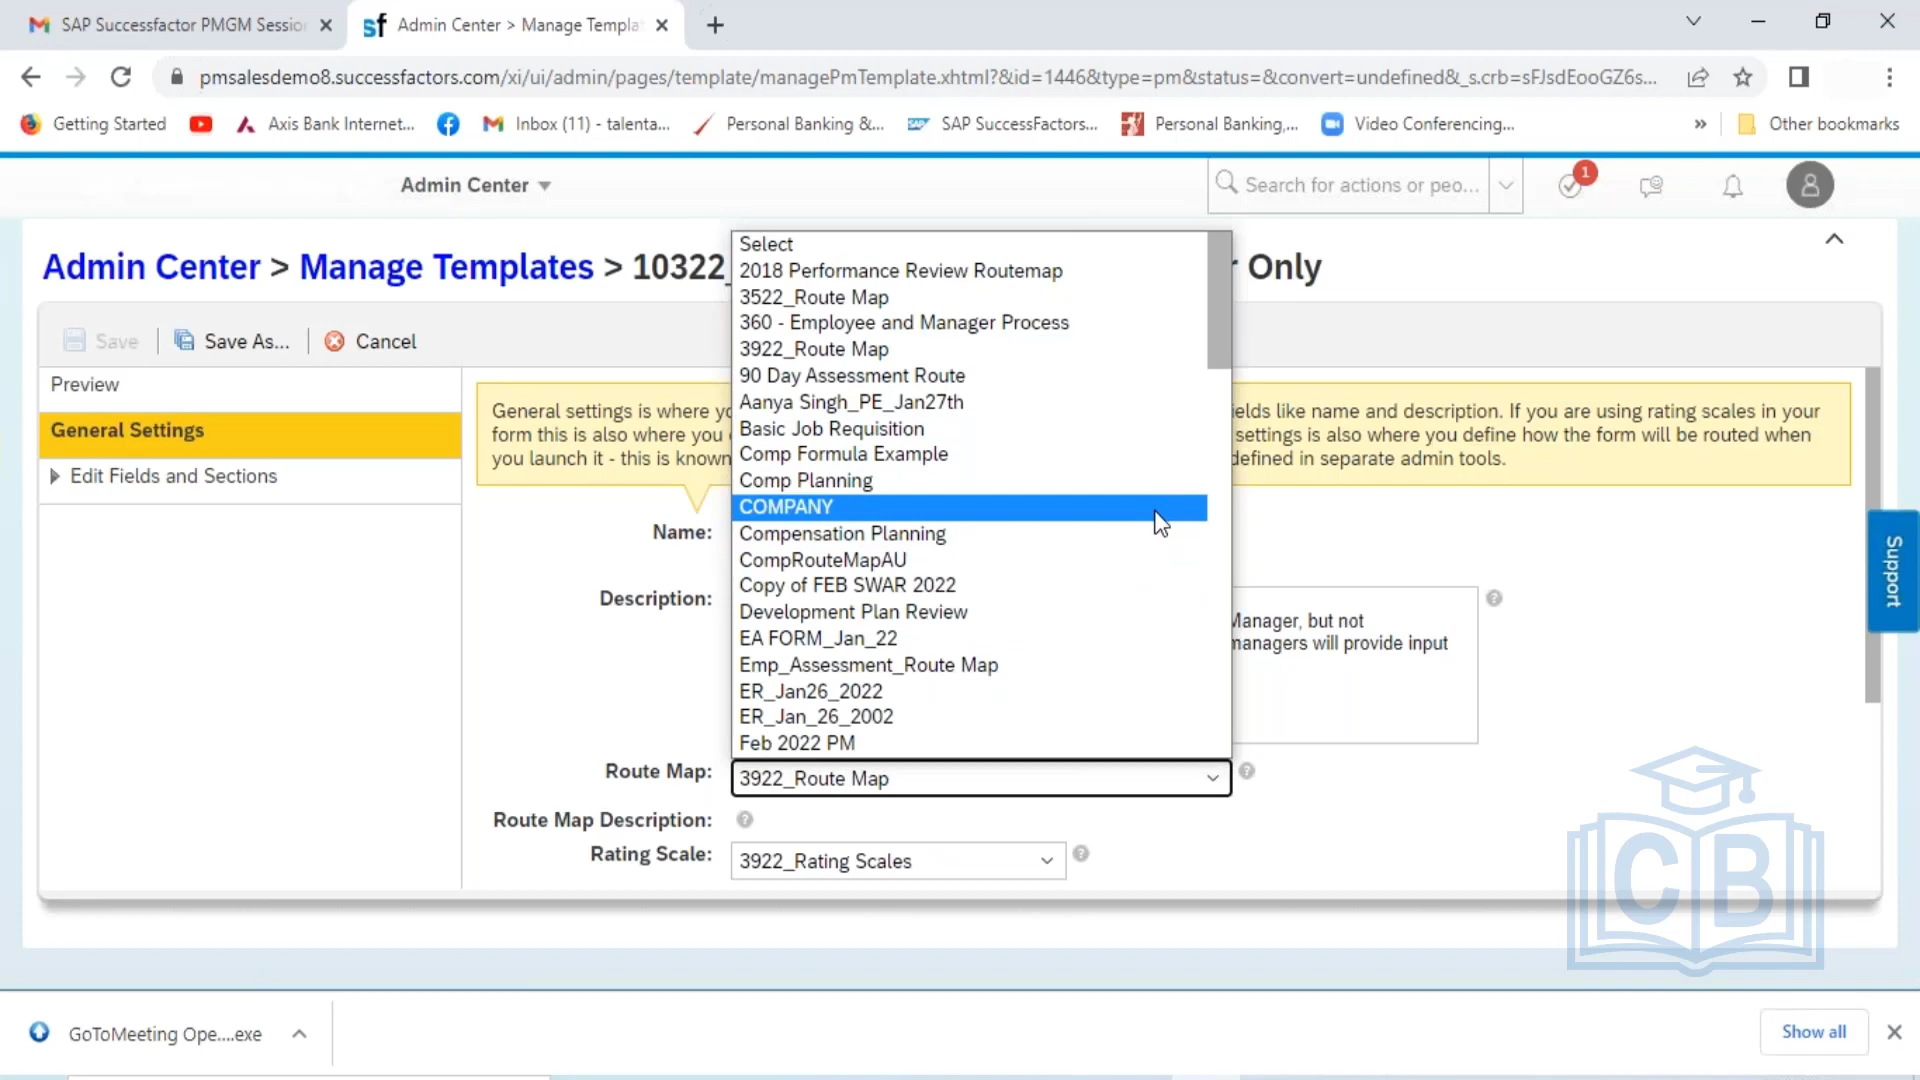 SAP Successfactor PMGM Sessio
sf Admin Center > Manage Templa
pmsalesdemo8.successfactors.com/xi/ui/admin/pages/template/managePmTemplate.xhtml?&id=1446&type=pm&status=&convert=undefined&_s.crb=sFJsdEooGZ6s...
Getting Started Axis Bank Internet... Inbox (11) - talenta... Personal Banking &... SAP SuccessFactors... Personal Banking,... Video Conferencing... » Other bookmarks
Admin Center
Search for actions or peo...
1
Admin Center > Manage Templates > 10322_
r Only
Save
Save As...
Cancel
Preview
General Settings
Edit Fields and Sections
General settings is where yo
ields like name and description. If you are using rating scales in your
form this is also where you
settings is also where you define how the form will be routed when
you launch it - this is known
defined in separate admin tools.
Select
2018 Performance Review Routemap
3522_Route Map
360 - Employee and Manager Process
3922_Route Map
90 Day Assessment Route
Aanya Singh_PE_Jan27th
Basic Job Requisition
Comp Formula Example
Comp Planning
COMPANY
Compensation Planning
CompRouteMapAU
Copy of FEB SWAR 2022
Development Plan Review
EA FORM_Jan_22
Emp_Assessment_Route Map
ER_Jan26_2022
ER_Jan_26_2002
Feb 2022 PM
Name:
Description:
Manager, but not
managers will provide input
Route Map: 3922_Route Map
Route Map Description:
Rating Scale: 3922_Rating Scales
Support
CB
GoToMeeting Ope....exe
Show all